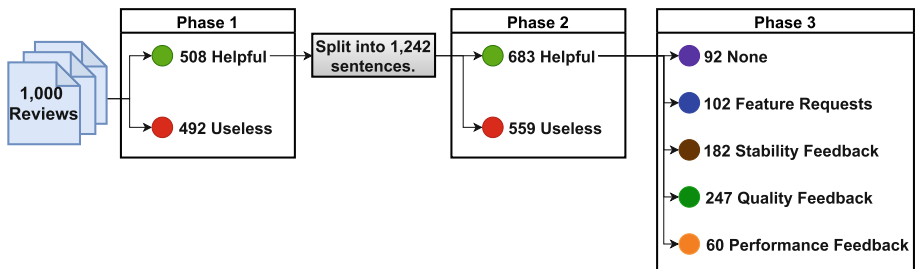 1,000
Reviews
Phase 1
508 Helpful
492 Useless
Split into 1,242
sentences.
Phase 2
683 Helpful
559 Useless
Phase 3
92 None
102 Feature Requests
182 Stability Feedback
247 Quality Feedback
60 Performance Feedback